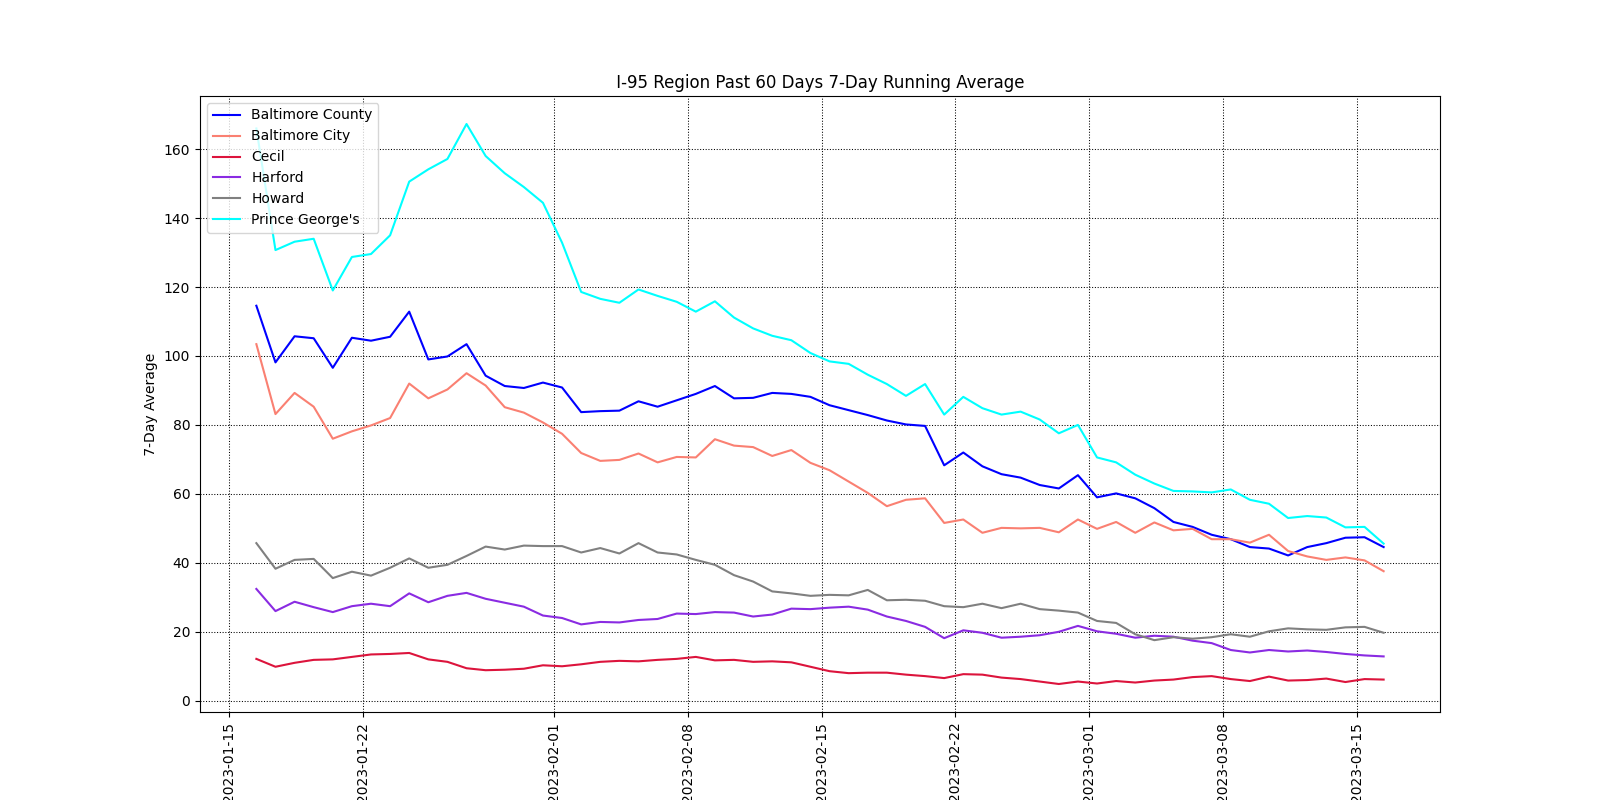 I-95 Region Past 60 Days 7-Day Running Average
Baltimore County
Baltimore City
Cecil
Harford
Howard
Prince George's
7-Day Average
160
140
120
100
80
60
40
20
0
2023-01-15
2023-01-22
2023-02-01
2023-02-08
2023-02-15
2023-02-22
2023-03-01
2023-03-08
2023-03-15